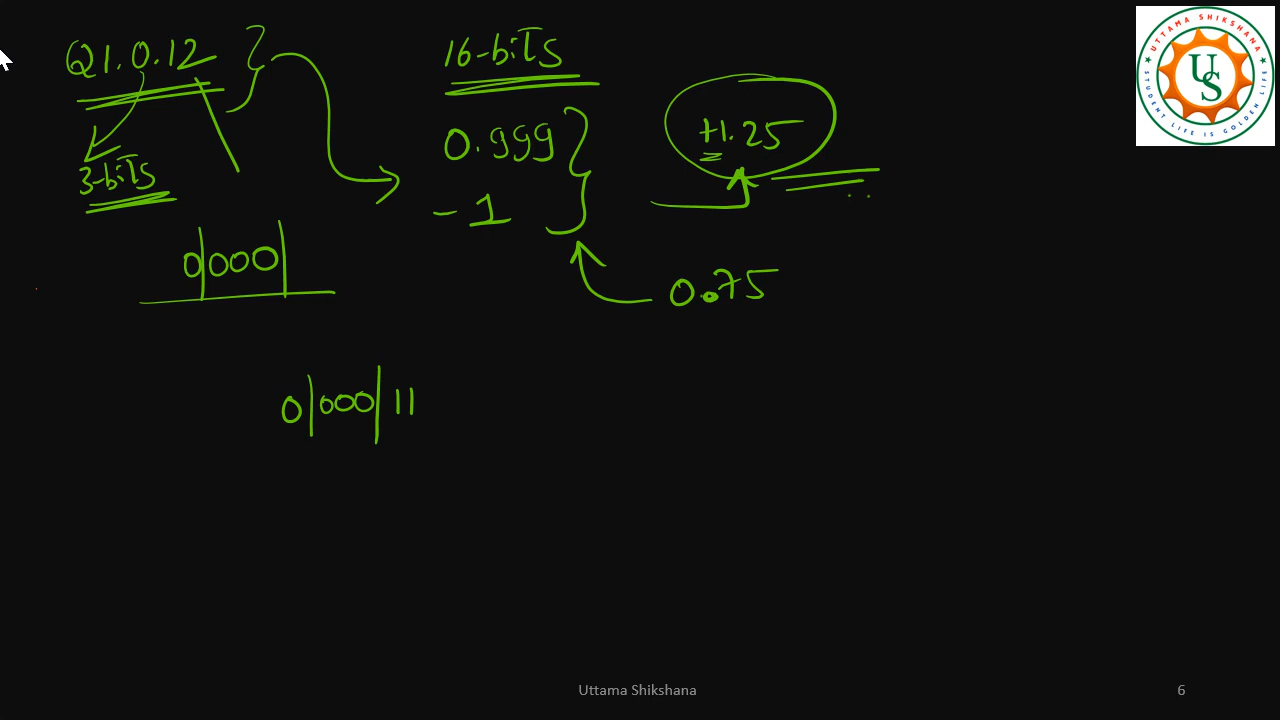 Q1.0.12
3-bits
0|000|
0|000|11
16-bits
0.999
-1
+1.25
0.75
UTTAMA SHIKSHANA
US
STUDENT LIFE IS GOLDEN LIFE
Uttama Shikshana
6